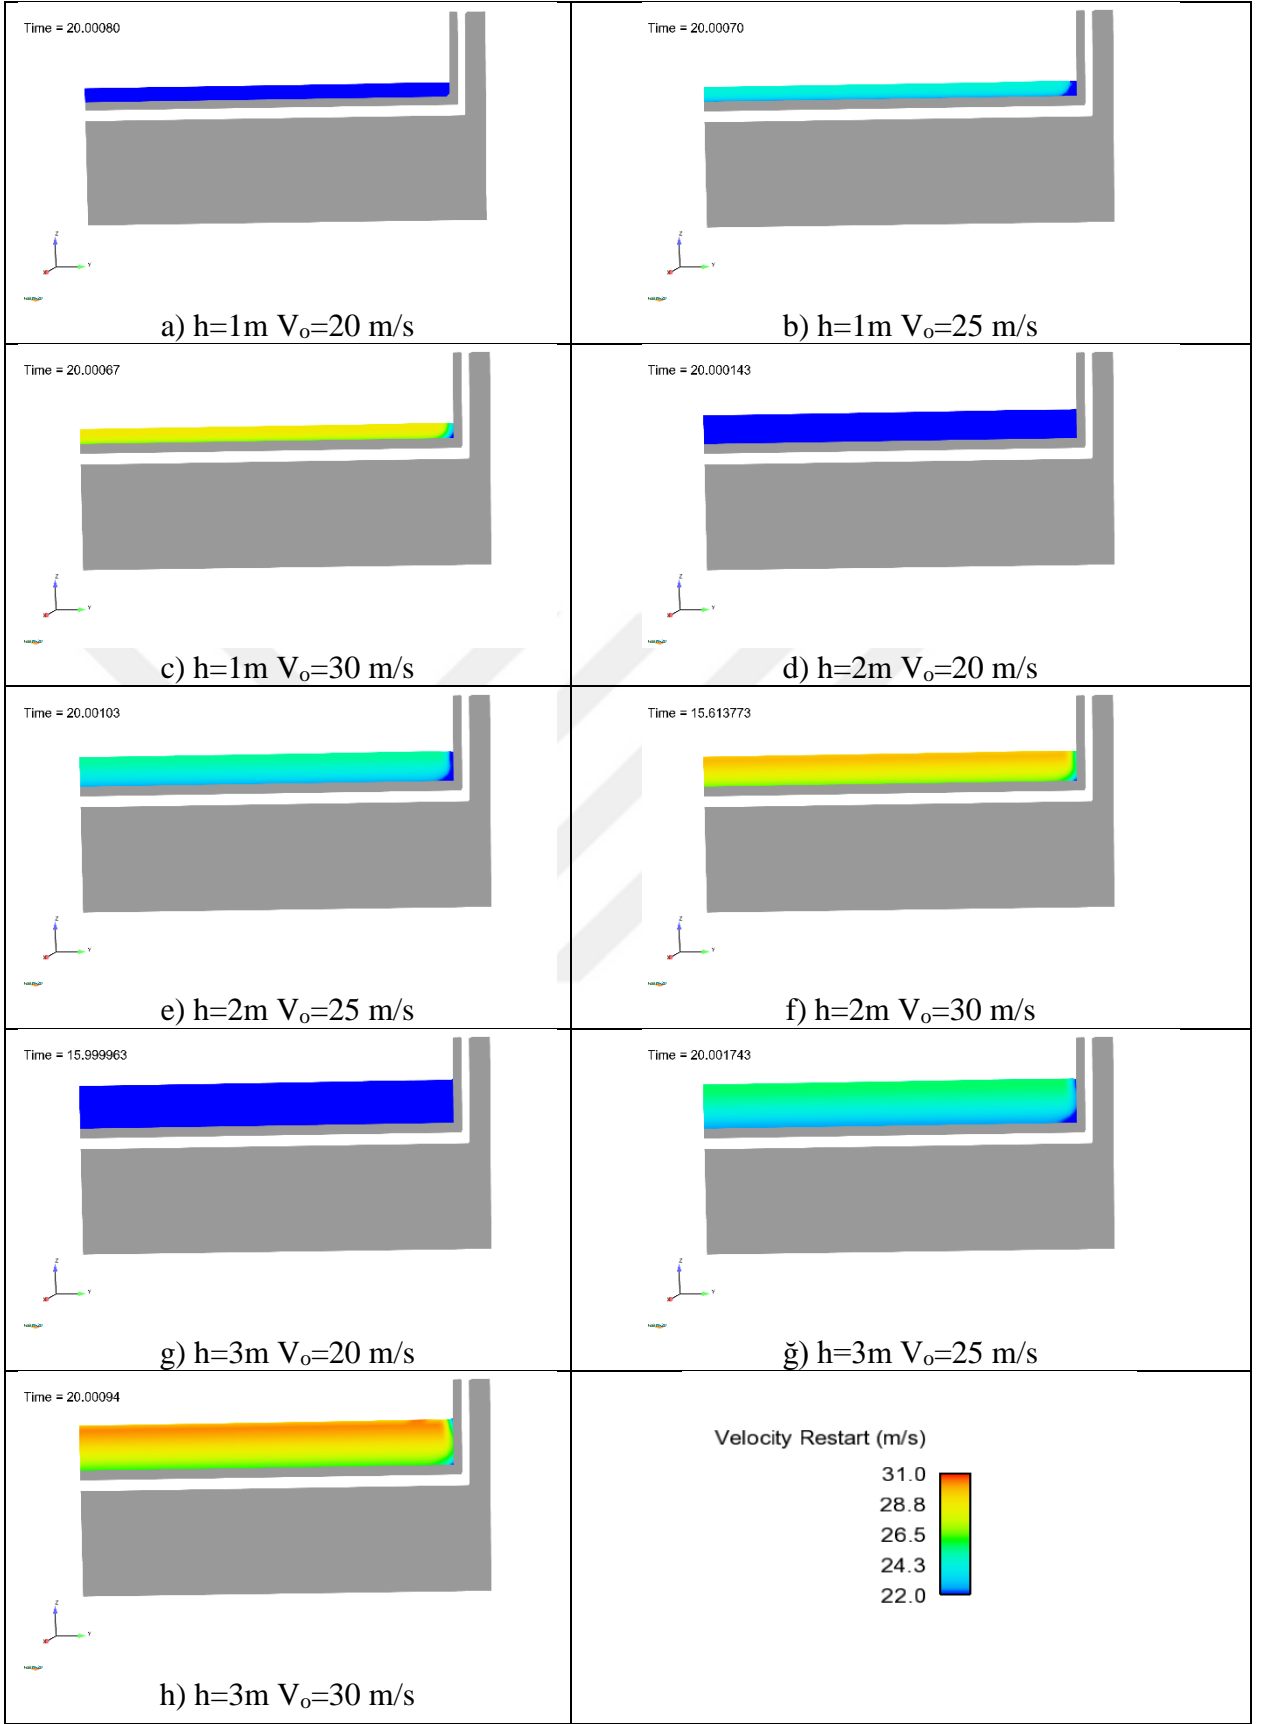 Time = 20.00080
Z
Y
a) h=1m Vₒ=20 m/s
Time = 20.00070
Z
Y
b) h=1m Vₒ=25 m/s
Time = 20.00067
Z
Y
c) h=1m Vₒ=30 m/s
Time = 20.000143
Z
Y
d) h=2m Vₒ=20 m/s
Time = 20.00103
Z
Y
e) h=2m Vₒ=25 m/s
Time = 15.613773
Z
Y
f) h=2m Vₒ=30 m/s
Time = 15.999963
Z
Y
g) h=3m Vₒ=20 m/s
Time = 20.001743
Z
Y
ğ) h=3m Vₒ=25 m/s
Time = 20.00094
Z
Y
h) h=3m Vₒ=30 m/s
Velocity Restart (m/s)
31.0
28.8
26.5
24.3
22.0